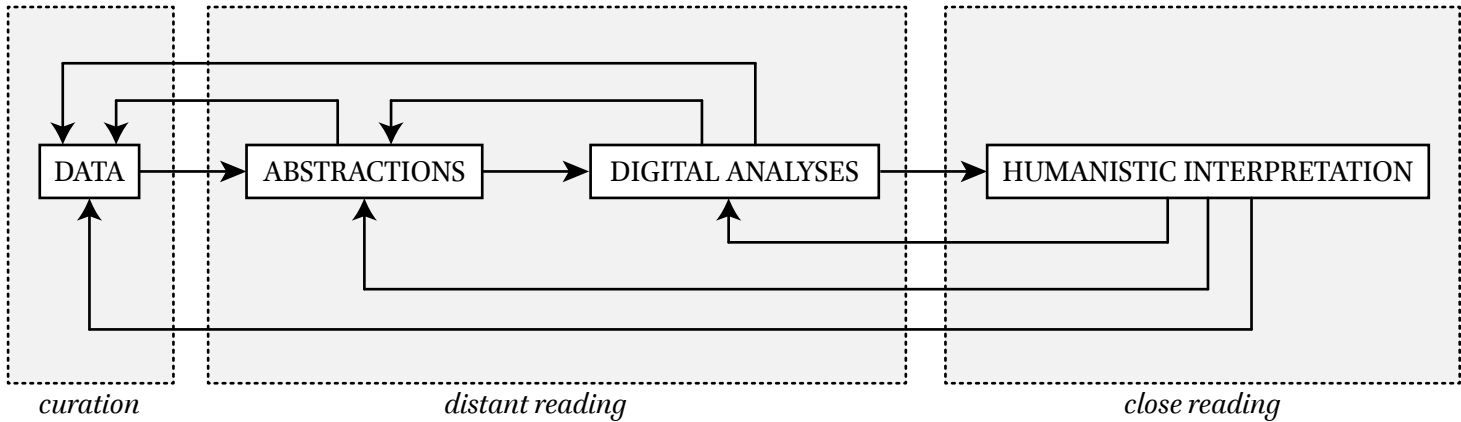 DATA
ABSTRACTIONS
DIGITAL ANALYSES
HUMANISTIC INTERPRETATION
curation
distant reading
close reading